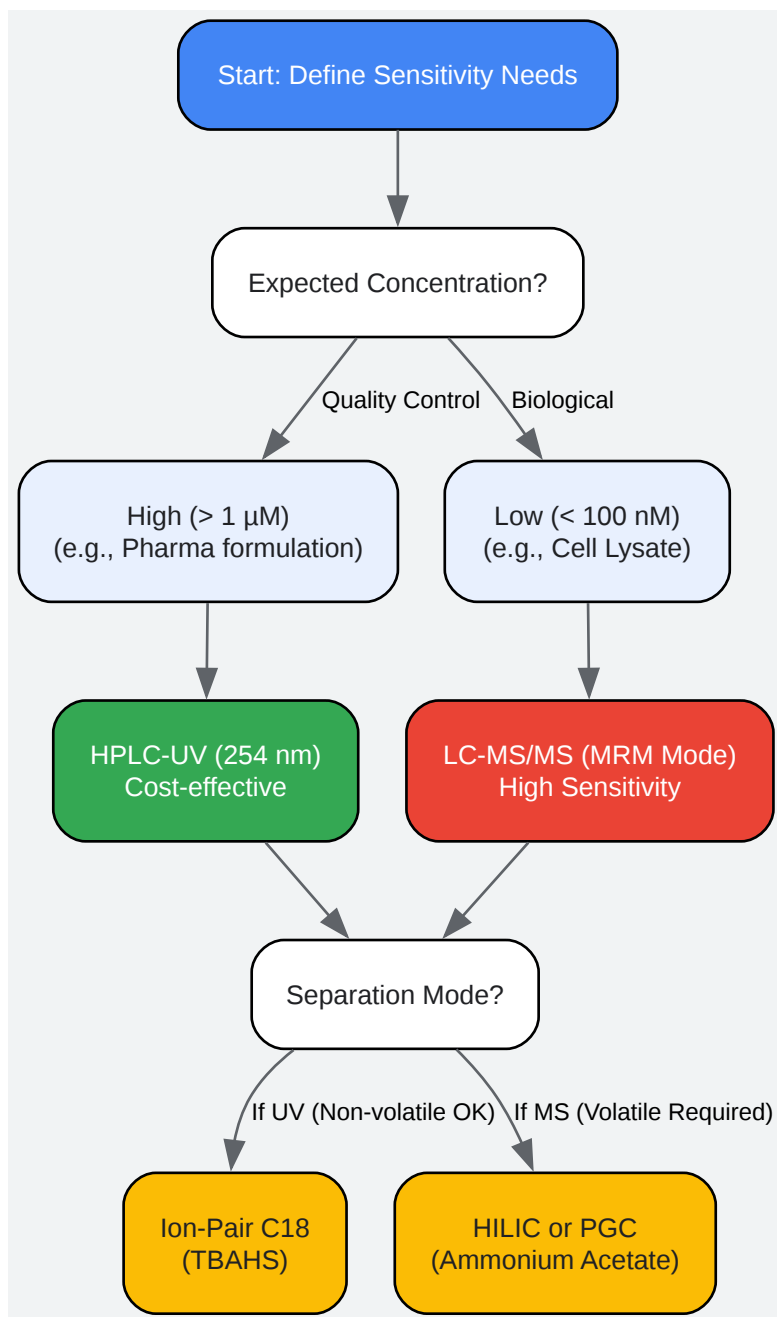 Start: Define Sensitivity Needs
Expected Concentration?
Quality Control
Biological
High (> 1 µM)
(e.g., Pharma formulation)
Low (< 100 nM)
(e.g., Cell Lysate)
HPLC-UV (254 nm)
Cost-effective
LC-MS/MS (MRM Mode)
High Sensitivity
Separation Mode?
If UV (Non-volatile OK)
If MS (Volatile Required)
Ion-Pair C18
(TBAHS)
HILIC or PGC
(Ammonium Acetate)